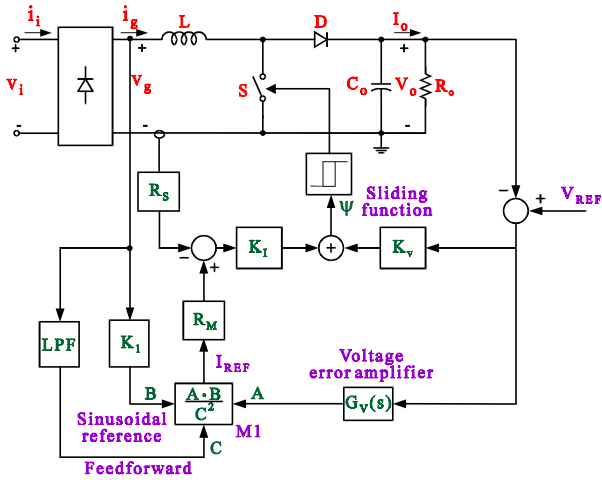 i_i
i_g
L
D
I_o
+
+
+
V_i
V_g
S
C_o
V_o
R_o
-
-
-
R_S
Sliding
function
ψ
−
+
V_REF
−
+
K_I
+
K_v
R_M
LPF
K_1
I_REF
Voltage
error amplifier
B
A·B
C²
A
G_V(s)
Sinusoidal
reference
M1
C
Feedforward